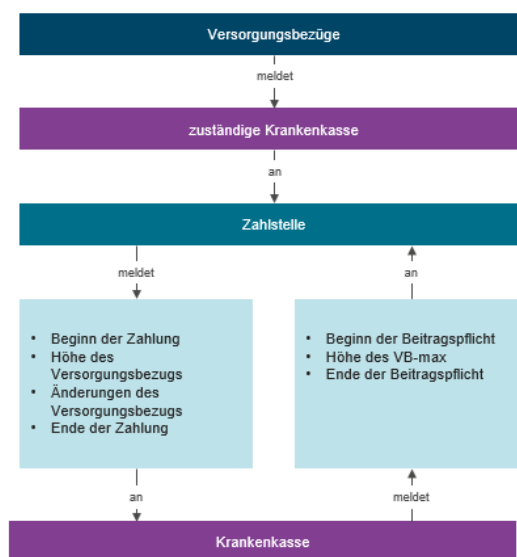 Versorgungsbezüge
meldet
zuständige Krankenkasse
an
Zahlstelle
meldet
• Beginn der Zahlung
• Höhe des
Versorgungsbezugs
• Änderungen des
Versorgungsbezugs
• Ende der Zahlung
an
an
• Beginn der Beitragspflicht
• Höhe des VB-max
• Ende der Beitragspflicht
meldet
Krankenkasse